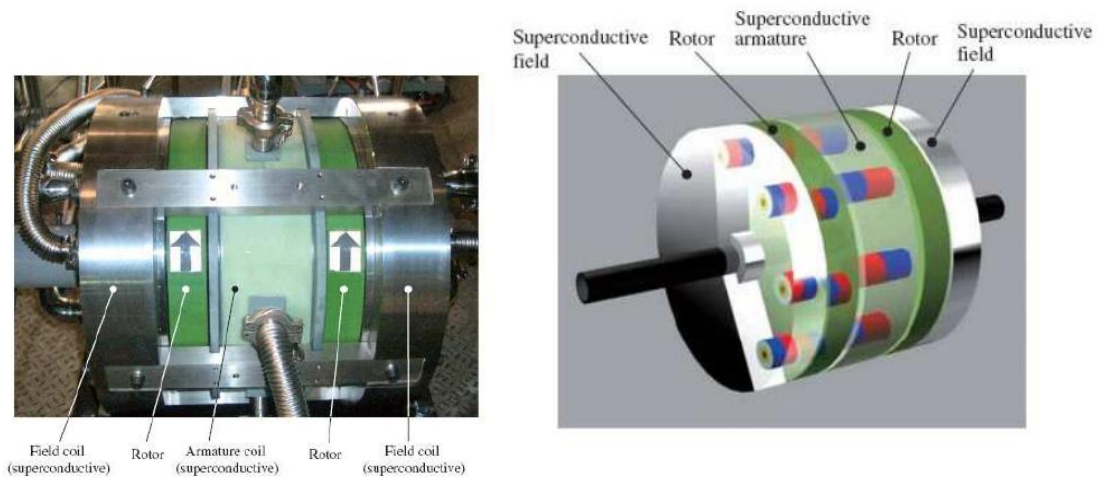 Field coil
(superconductive)
Rotor
Armature coil
(superconductive)
Rotor
Field coil
(superconductive)
Superconductive
field
Rotor
Superconductive
armature
Rotor
Superconductive
field